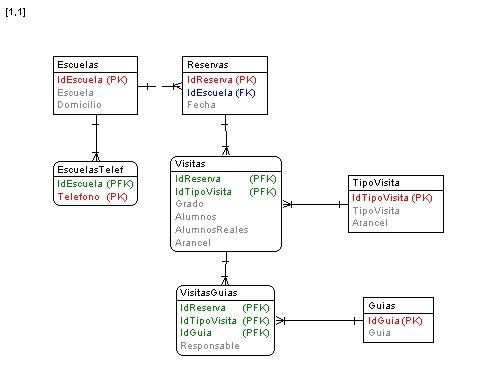 [1,1]
Escuelas
IdEscuela (PK)
Escuela
Domicilio
Reservas
IdReserva (PK)
IdEscuela (FK)
Fecha
EscuelasTelef
IdEscuela (PFK)
Telefono (PK)
Visitas
IdReserva (PFK)
IdTipoVisita (PFK)
Grado
Alumnos
AlumnosReales
Arancel
TipoVisita
IdTipoVisita (PK)
TipoVisita
Arancel
VisitasGuias
IdReserva (PFK)
IdTipoVisita (PFK)
IdGuia (PFK)
Responsable
Guias
IdGuia (PK)
Guia